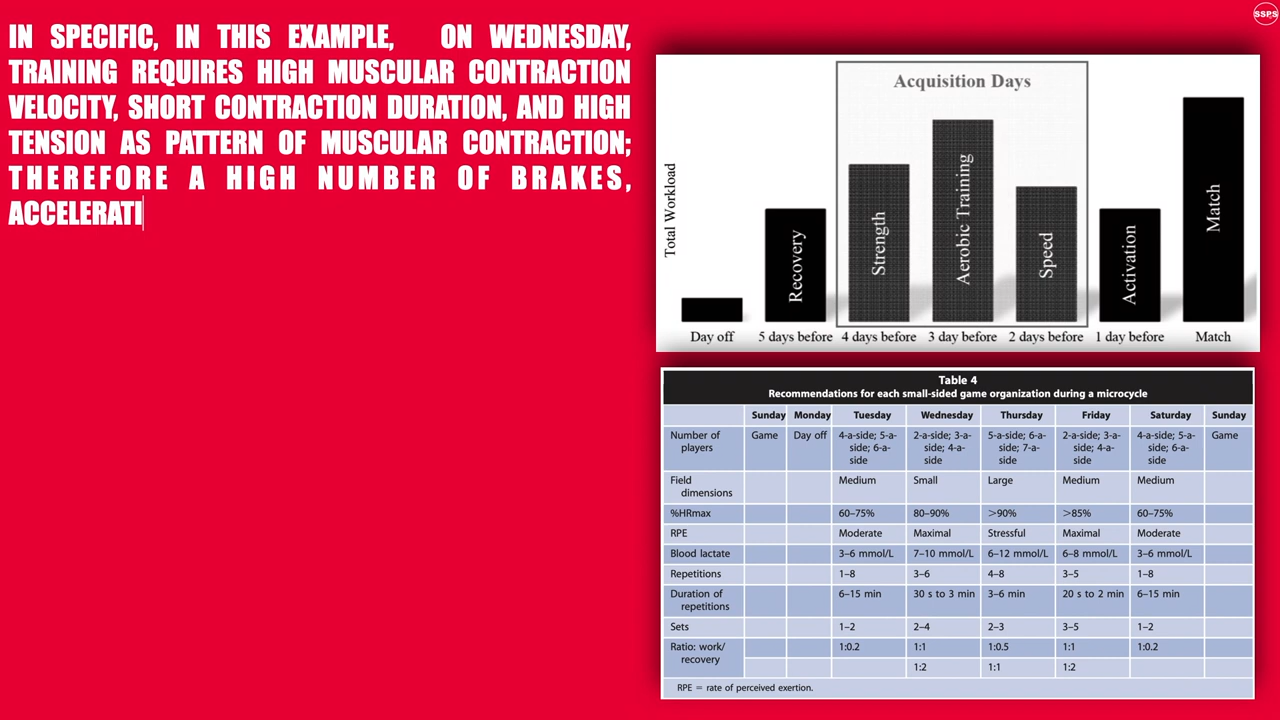 IN SPECIFIC, IN THIS EXAMPLE, ON WEDNESDAY,
TRAINING REQUIRES HIGH MUSCULAR CONTRACTION
VELOCITY, SHORT CONTRACTION DURATION, AND HIGH
TENSION AS PATTERN OF MUSCULAR CONTRACTION;
THEREFORE A HIGH NUMBER OF BRAKES,
ACCELERATI
SSPS
Acquisition Days
Total Workload
Recovery
Strength
Aerobic Training
Speed
Activation
Match
Day off 5 days before 4 days before 3 day before 2 days before 1 day before Match
Table 4
Recommendations for each small-sided game organization during a microcycle
Sunday Monday Tuesday Wednesday Thursday Friday Saturday Sunday
Number of players Game Day off 4-a-side; 5-a-side; 6-a-side 2-a-side; 3-a-side; 4-a-side 5-a-side; 6-a-side; 7-a-side 2-a-side; 3-a-side; 4-a-side 4-a-side; 5-a-side; 6-a-side Game
Field dimensions Medium Small Large Medium Medium
%HRmax 60–75% 80–90% >90% >85% 60–75%
RPE Moderate Maximal Stressful Maximal Moderate
Blood lactate 3–6 mmol/L 7–10 mmol/L 6–12 mmol/L 6–8 mmol/L 3–6 mmol/L
Repetitions 1–8 3–6 4–8 3–5 1–8
Duration of repetitions 6–15 min 30 s to 3 min 3–6 min 20 s to 2 min 6–15 min
Sets 1–2 2–4 2–3 3–5 1–2
Ratio: work/recovery 1:0.2 1:1 1:0.5 1:1 1:0.2
1:2 1:1 1:2
RPE = rate of perceived exertion.